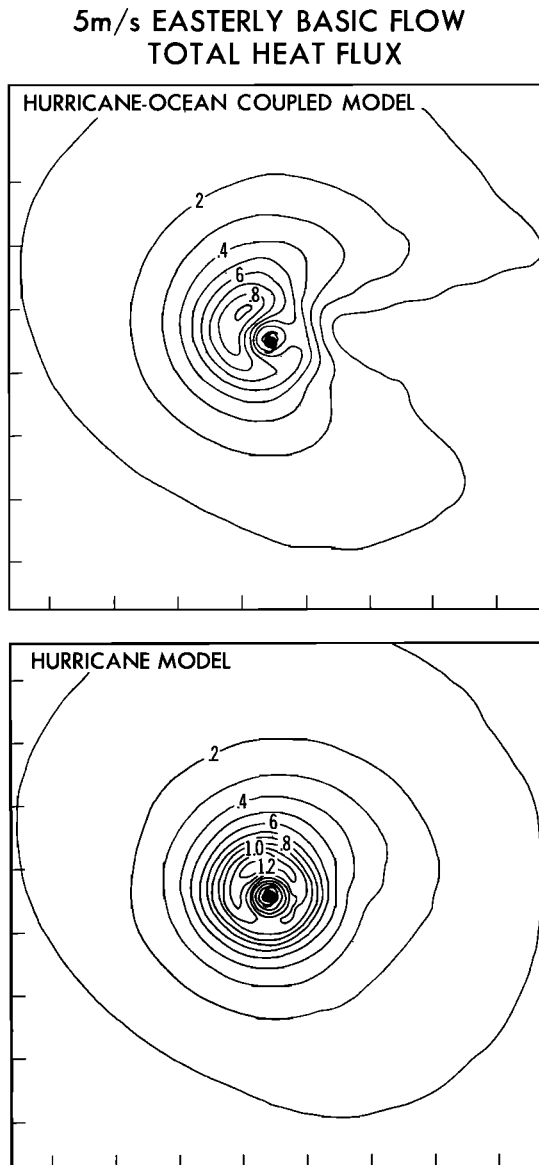 5m/s EASTERLY BASIC FLOW
TOTAL HEAT FLUX
HURRICANE-OCEAN COUPLED MODEL
.2
.4
.6
.8
HURRICANE MODEL
.2
.4
.6
1.0 .8
1.2